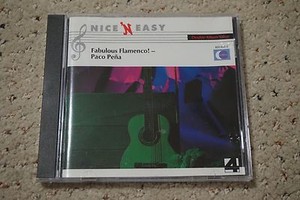 NICE 'N EASY
Fabulous Flamenco! –
Paco Peña
4